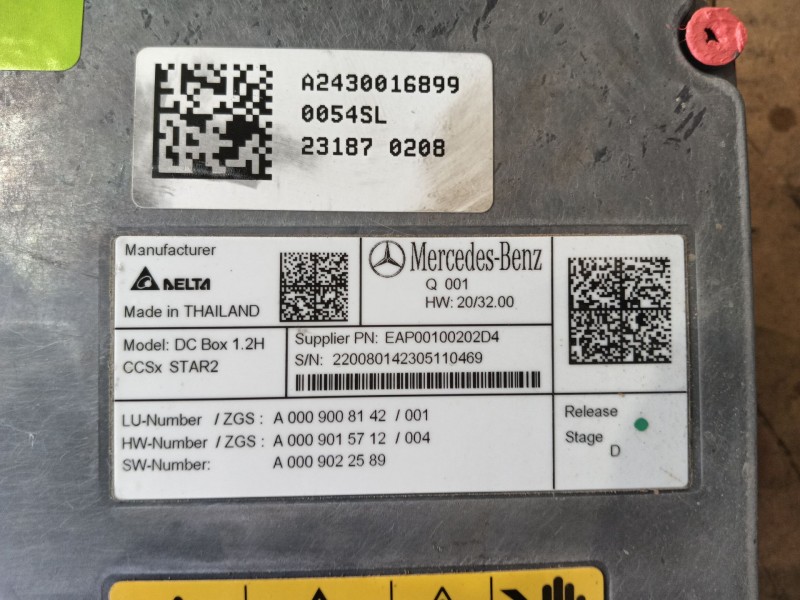 A2430016899
0054SL
23187 0208
Manufacturer
DELTA
Made in THAILAND
Mercedes-Benz
Q 001
HW: 20/32.00
Model: DC Box 1.2H
CCSx STAR2
Supplier PN: EAP00100202D4
S/N: 220080142305110469
LU-Number / ZGS : A 000 900 81 42 / 001
HW-Number / ZGS : A 000 901 57 12 / 004
SW-Number: A 000 902 25 89
Release
Stage
D